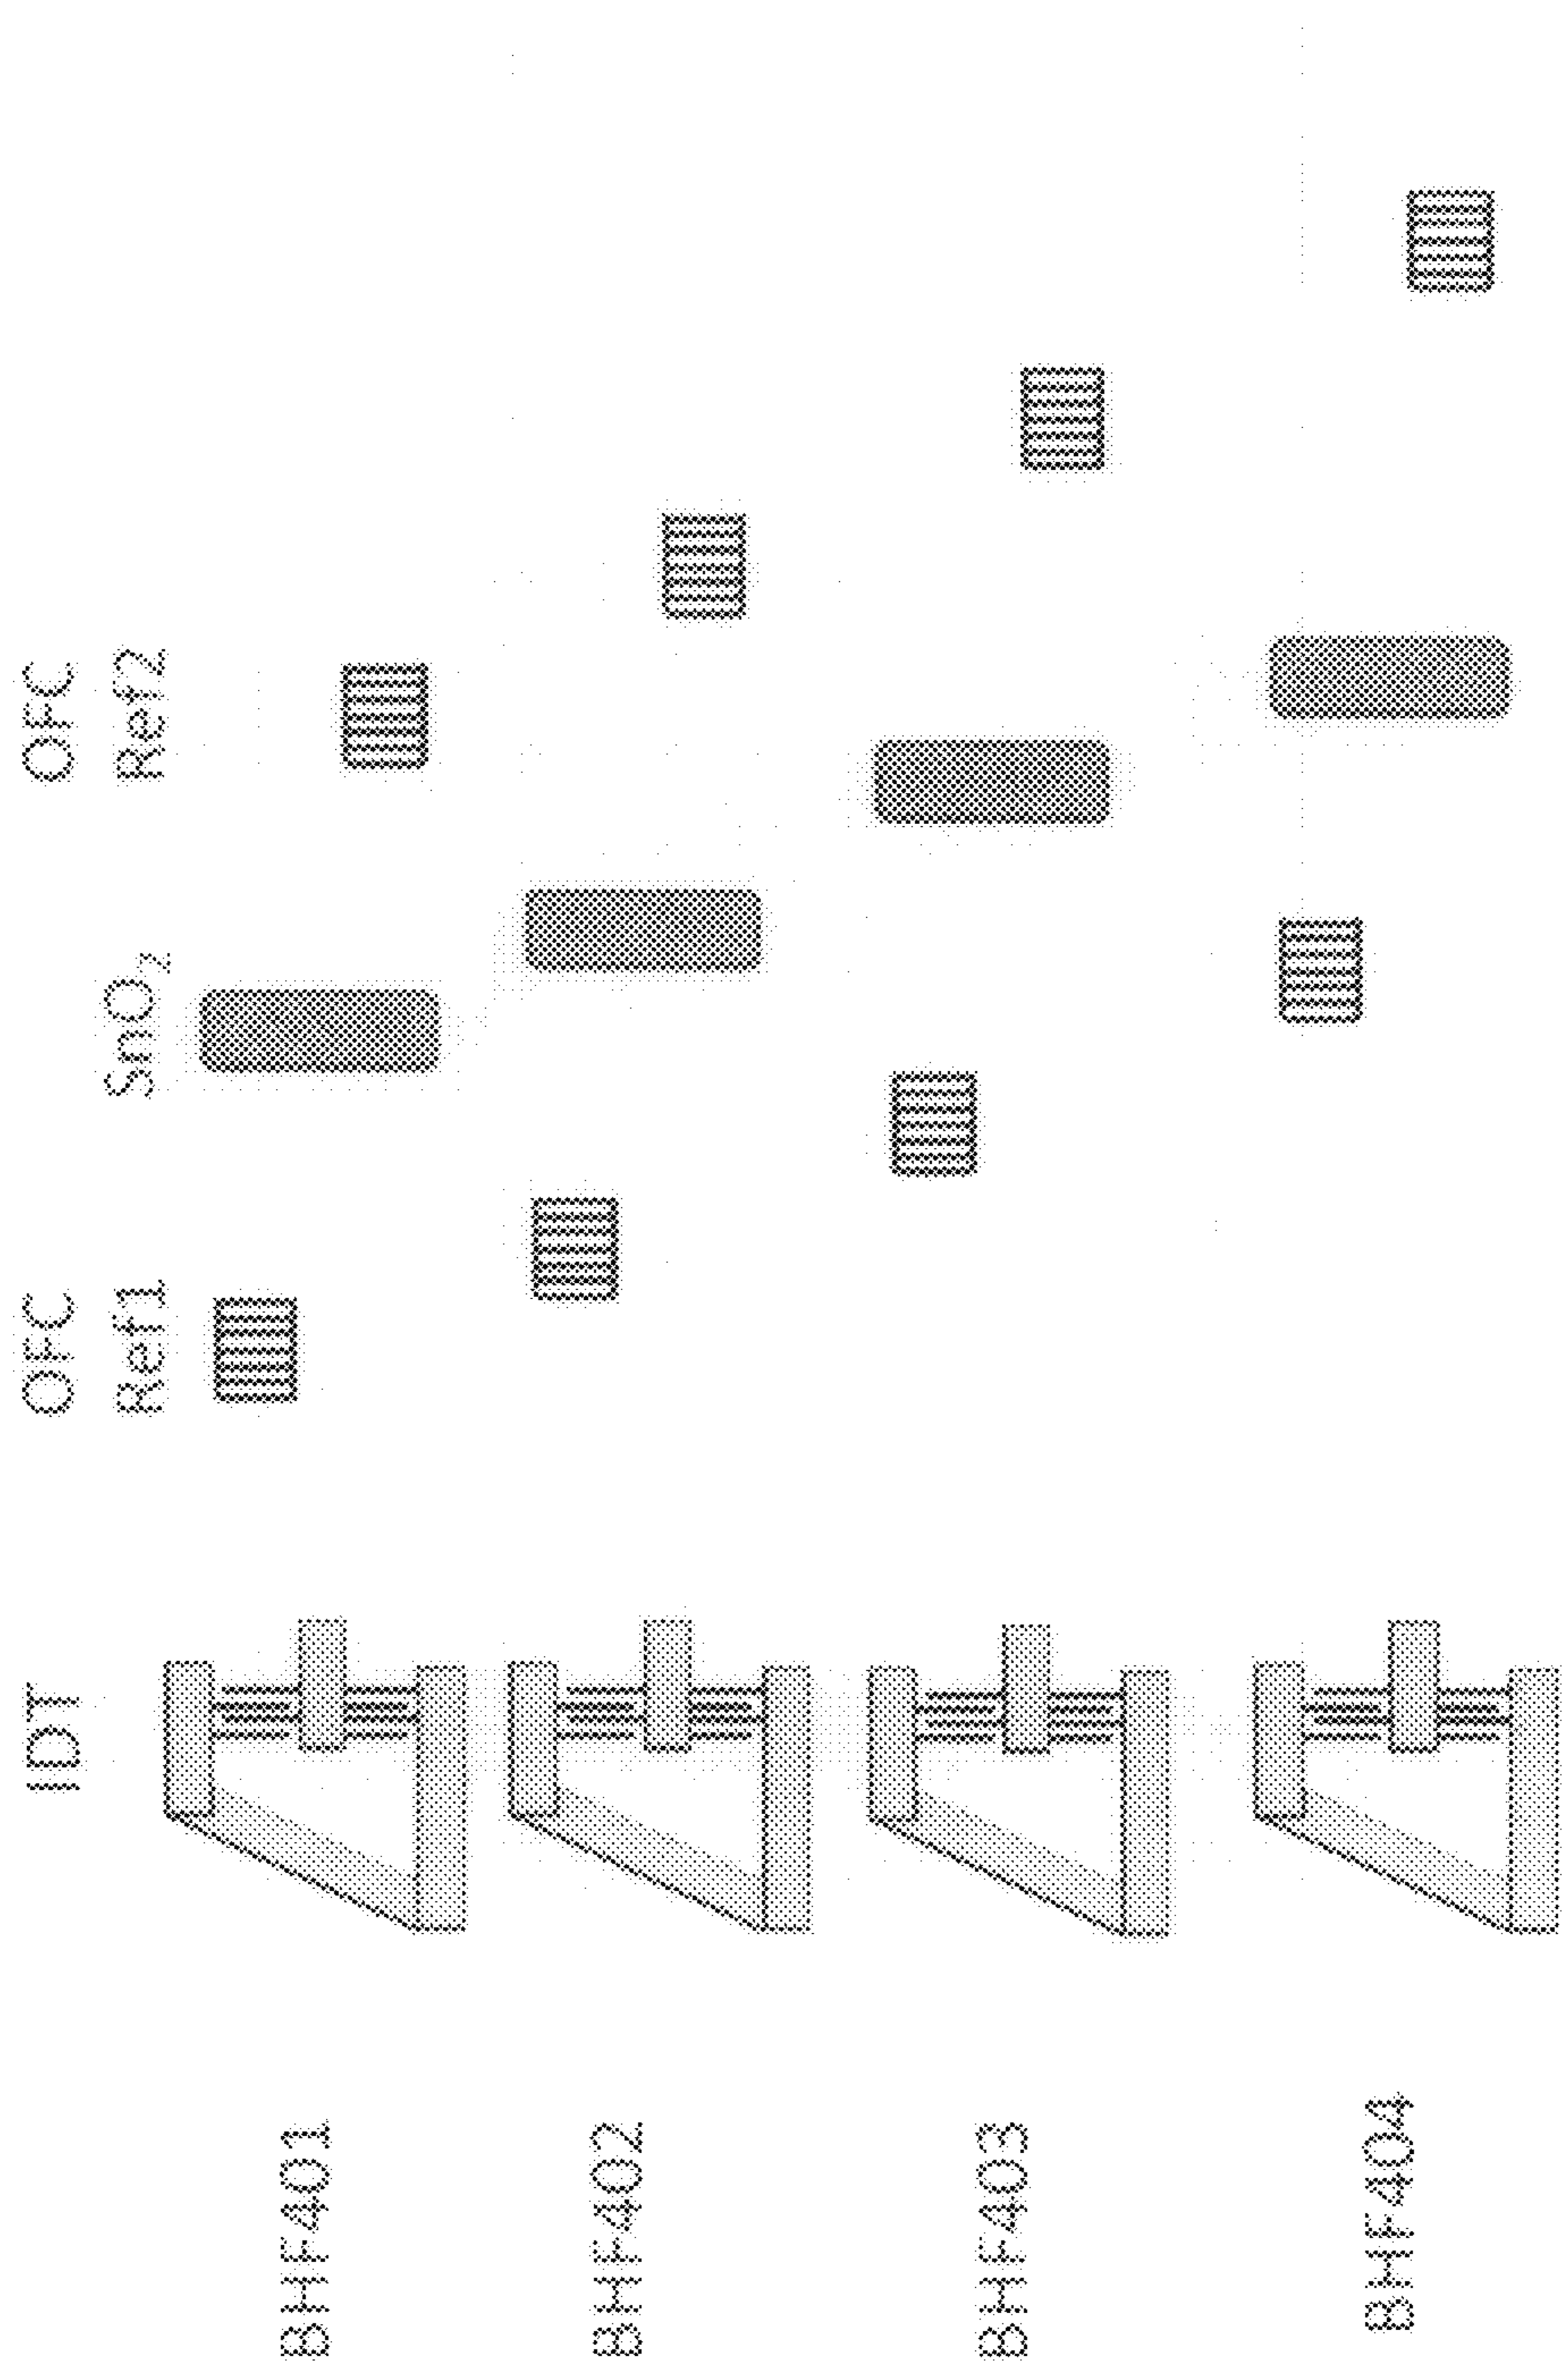 IDT
OFC
Ref1
SnO₂
OFC
Ref2
BHF401
BHF402
BHF403
BHF404